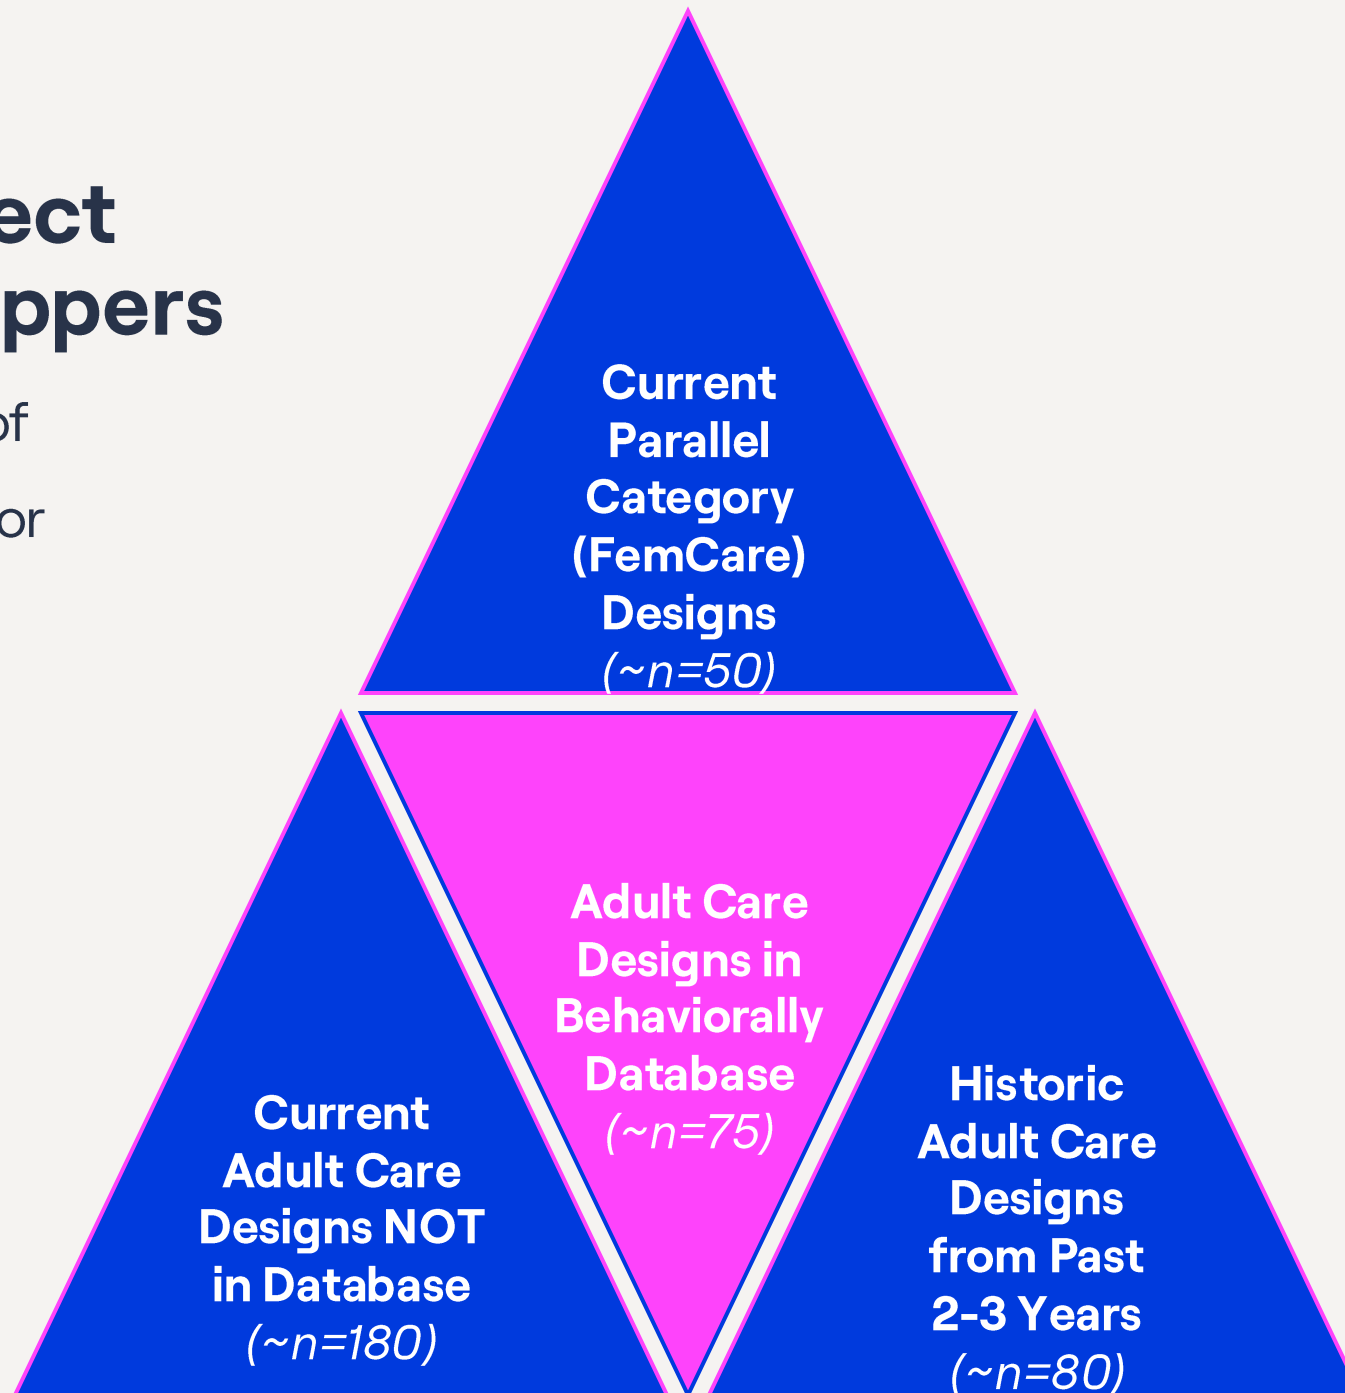 ect
ppers
of
or
Current
Parallel
Category
(FemCare)
Designs
(~n=50)
Adult Care
Designs in
Behaviorally
Database
(~n=75)
Current
Adult Care
Designs NOT
in Database
(~n=180)
Historic
Adult Care
Designs
from Past
2-3 Years
(~n=80)